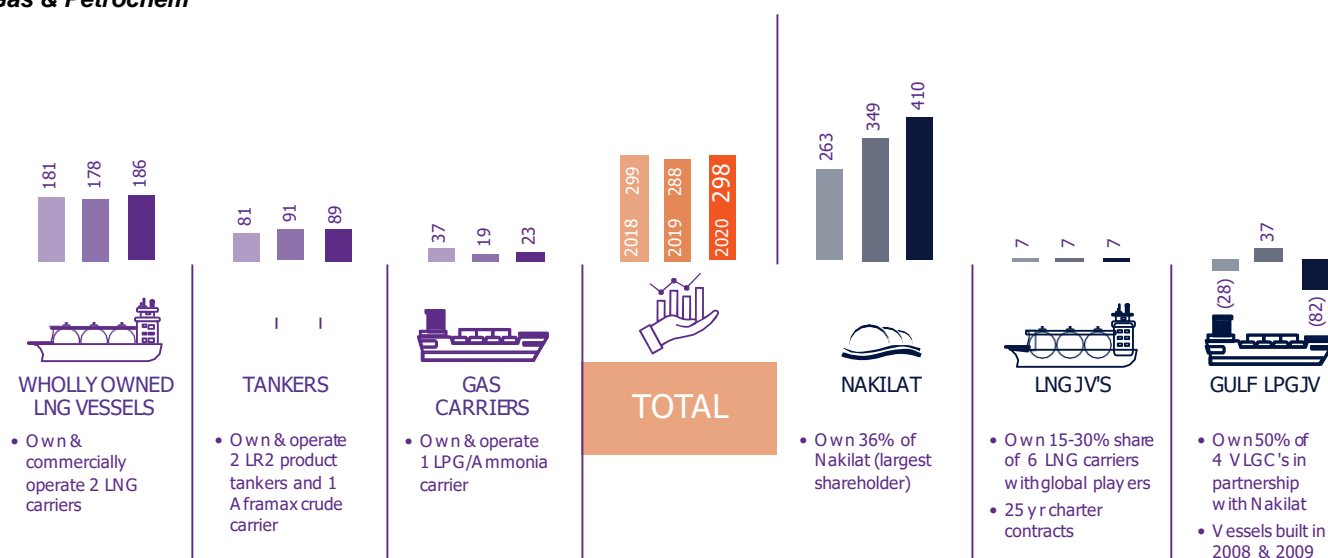 Gas & Petrochem
181
178
186
81
91
89
37
19
23
2018 299
2019 288
2020 298
263
349
410
7
7
7
(28)
37
(82)
WHOLLY OWNED
LNG VESSELS
• Own &
commercially
operate 2 LNG
carriers
TANKERS
• Own & operate
2 LR2 product
tankers and 1
Aframax crude
carrier
GAS
CARRIERS
• Own & operate
1 LPG/Ammonia
carrier
TOTAL
NAKILAT
• Own 36% of
Nakilat (largest
shareholder)
LNG JV'S
• Own 15-30% share
of 6 LNG carriers
with global players
• 25 yr charter
contracts
GULF LPG JV
• Own 50% of
4 VLGC's in
partnership
with Nakilat
• Vessels built in
2008 & 2009